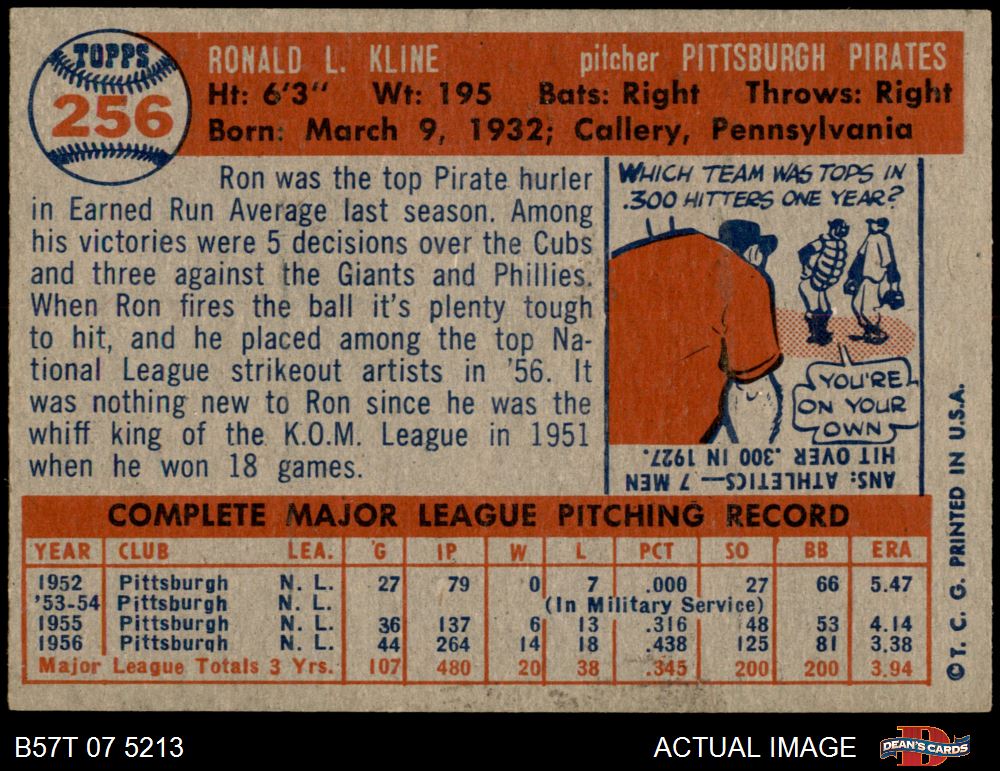 TOPPS
256
RONALD L. KLINE pitcher PITTSBURGH PIRATES
Ht: 6'3" Wt: 195 Bats: Right Throws: Right
Born: March 9, 1932; Callery, Pennsylvania
Ron was the top Pirate hurler
in Earned Run Average last season. Among
his victories were 5 decisions over the Cubs
and three against the Giants and Phillies.
When Ron fires the ball it's plenty tough
to hit, and he placed among the top Na-
tional League strikeout artists in '56. It
was nothing new to Ron since he was the
whiff king of the K.O.M. League in 1951
when he won 18 games.
WHICH TEAM WAS TOPS IN
.300 HITTERS ONE YEAR?
YOU'RE
ON YOUR
OWN
ANS: ATHLETICS--7 MEN
HIT OVER .300 IN 1927.
COMPLETE MAJOR LEAGUE PITCHING RECORD
YEAR CLUB LEA. G IP W L PCT SO BB ERA
1952 Pittsburgh N. L. 27 79 0 7 .000 27 66 5.47
'53-54 Pittsburgh N. L. (In Military Service)
1955 Pittsburgh N. L. 36 137 6 13 .316 48 53 4.14
1956 Pittsburgh N. L. 44 264 14 18 .438 125 81 3.38
Major League Totals 3 Yrs. 107 480 20 38 .345 200 200 3.94
©T. C. G. PRINTED IN U.S.A.
B57T 07 5213 ACTUAL IMAGE
DEAN'S CARDS